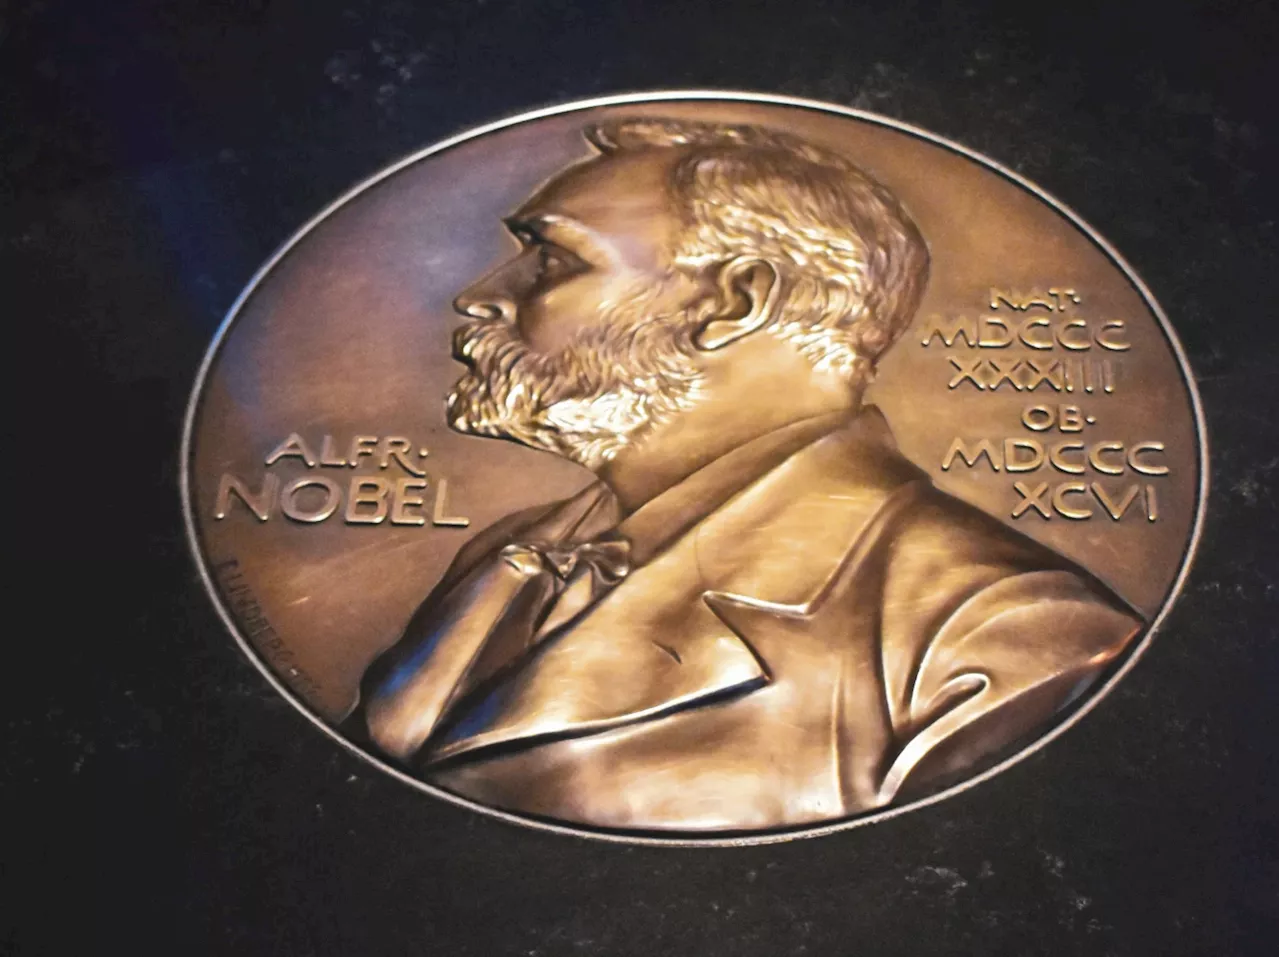 ALFR·
NOBEL
NAT·
MDCCC
XXXIII
OB·
MDCCC
XCVI